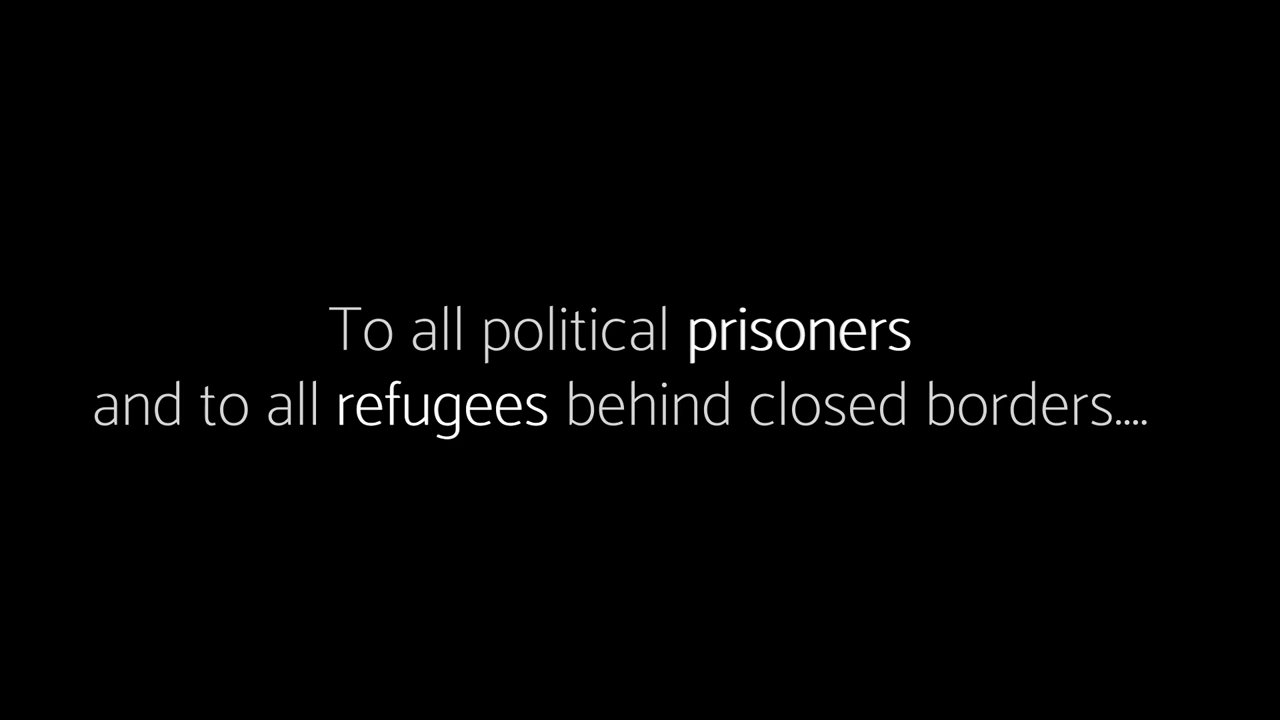 To all political prisoners
and to all refugees behind closed borders....